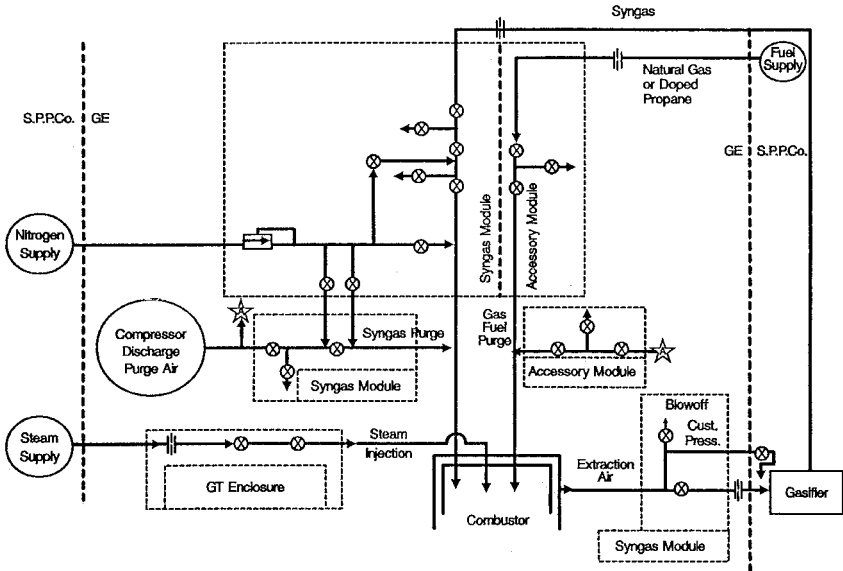 Syngas
Fuel
Supply
Natural Gas
or Doped
Propane
S.P.P.Co.
GE
GE
S.P.P.Co.
Syngas Module
Accessory Module
Nitrogen
Supply
Compressor
Discharge
Purge Air
A
Syngas Purge
Syngas Module
Gas
Fuel
Purge
A
Accessory Module
Steam
Supply
GT Enclosure
Steam
Injection
Combustor
Extraction
Air
Blowoff
Cust.
Press.
Gasifier
Syngas Module